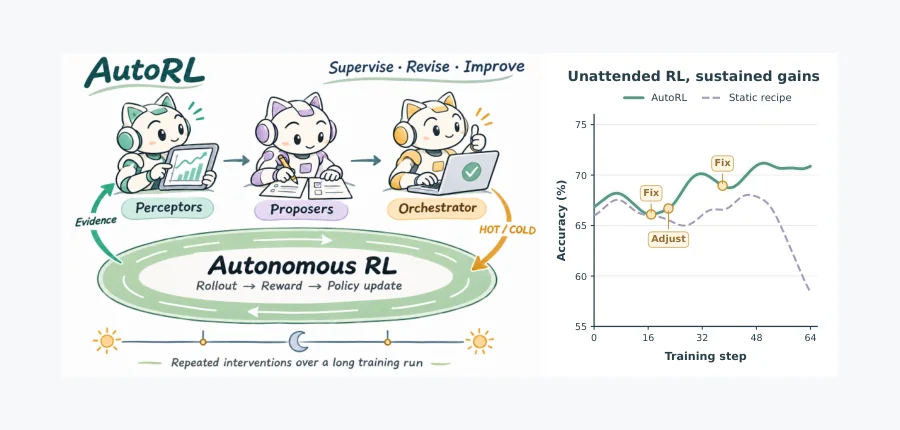 AutoRL
Supervise · Revise · Improve
Perceptors
Proposers
Orchestrator
Evidence
HOT / COLD
Autonomous RL
Rollout → Reward → Policy update
Repeated interventions over a long training run
Unattended RL, sustained gains
AutoRL
Static recipe
75
70
65
60
55
Accuracy (%)
Fix
Adjust
Fix
0
16
32
48
64
Training step